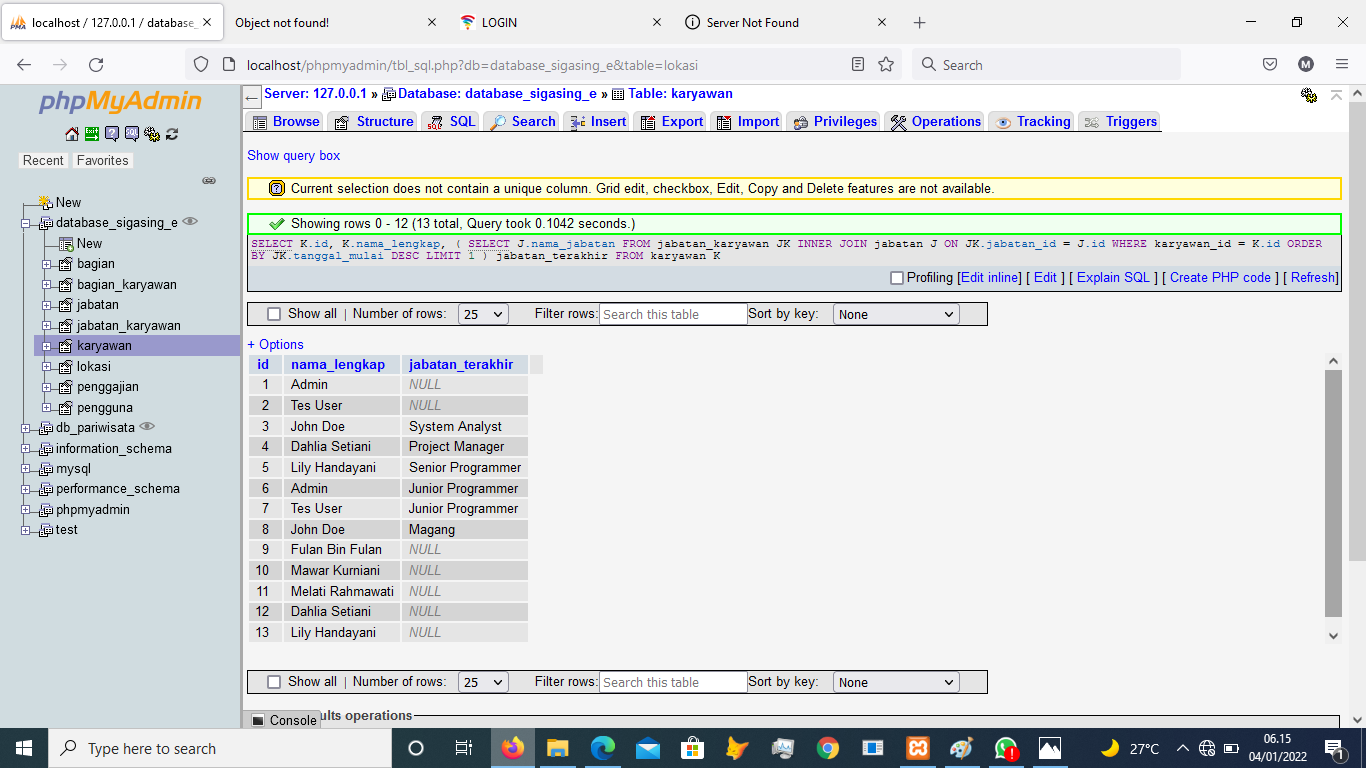 localhost / 127.0.0.1 / database_
Object not found!
LOGIN
Server Not Found
localhost/phpmyadmin/tbl_sql.php?db=database_sigasing_e&table=lokasi
Search
M
phpMyAdmin
Recent Favorites
New
database_sigasing_e
New
bagian
bagian_karyawan
jabatan
jabatan_karyawan
karyawan
lokasi
penggajian
pengguna
db_pariwisata
information_schema
mysql
performance_schema
phpmyadmin
test
Server: 127.0.0.1 » Database: database_sigasing_e » Table: karyawan
Browse Structure SQL Search Insert Export Import Privileges Operations Tracking Triggers
Show query box
Current selection does not contain a unique column. Grid edit, checkbox, Edit, Copy and Delete features are not available.
Showing rows 0 - 12 (13 total, Query took 0.1042 seconds.)
SELECT K.id, K.nama_lengkap, ( SELECT J.nama_jabatan FROM jabatan_karyawan JK INNER JOIN jabatan J ON JK.jabatan_id = J.id WHERE karyawan_id = K.id ORDER
BY JK.tanggal_mulai DESC LIMIT 1 ) jabatan_terakhir FROM karyawan K
Profiling [Edit inline] [ Edit ] [ Explain SQL ] [ Create PHP code ] [ Refresh]
Show all | Number of rows: 25 Filter rows: Search this table Sort by key: None
+ Options
id nama_lengkap jabatan_terakhir
1 Admin NULL
2 Tes User NULL
3 John Doe System Analyst
4 Dahlia Setiani Project Manager
5 Lily Handayani Senior Programmer
6 Admin Junior Programmer
7 Tes User Junior Programmer
8 John Doe Magang
9 Fulan Bin Fulan NULL
10 Mawar Kurniani NULL
11 Melati Rahmawati NULL
12 Dahlia Setiani NULL
13 Lily Handayani NULL
Show all | Number of rows: 25 Filter rows: Search this table Sort by key: None
Console ults operations
Type here to search
27°C
06.15
04/01/2022
1